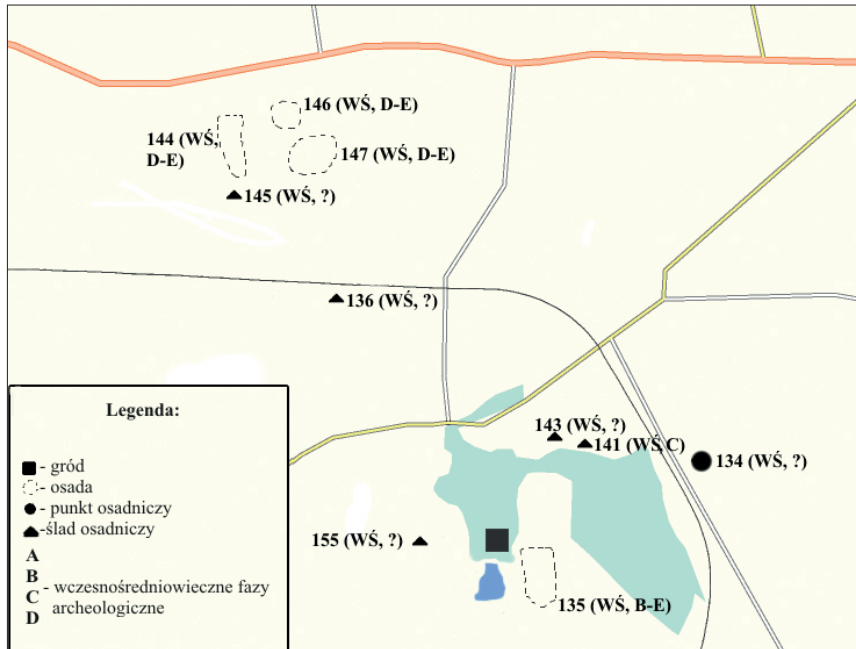 146 (WŚ, D-E)
144 (WŚ,
D-E)
147 (WŚ, D-E)
145 (WŚ, ?)
136 (WŚ, ?)
Legenda:
- gród
- osada
- punkt osadniczy
-ślad osadniczy
A
B
C
D
- wczesnośredniowieczne fazy
archeologiczne
143 (WŚ, ?)
141 (WŚ, C)
134 (WŚ, ?)
155 (WŚ, ?)
135 (WŚ, B-E)